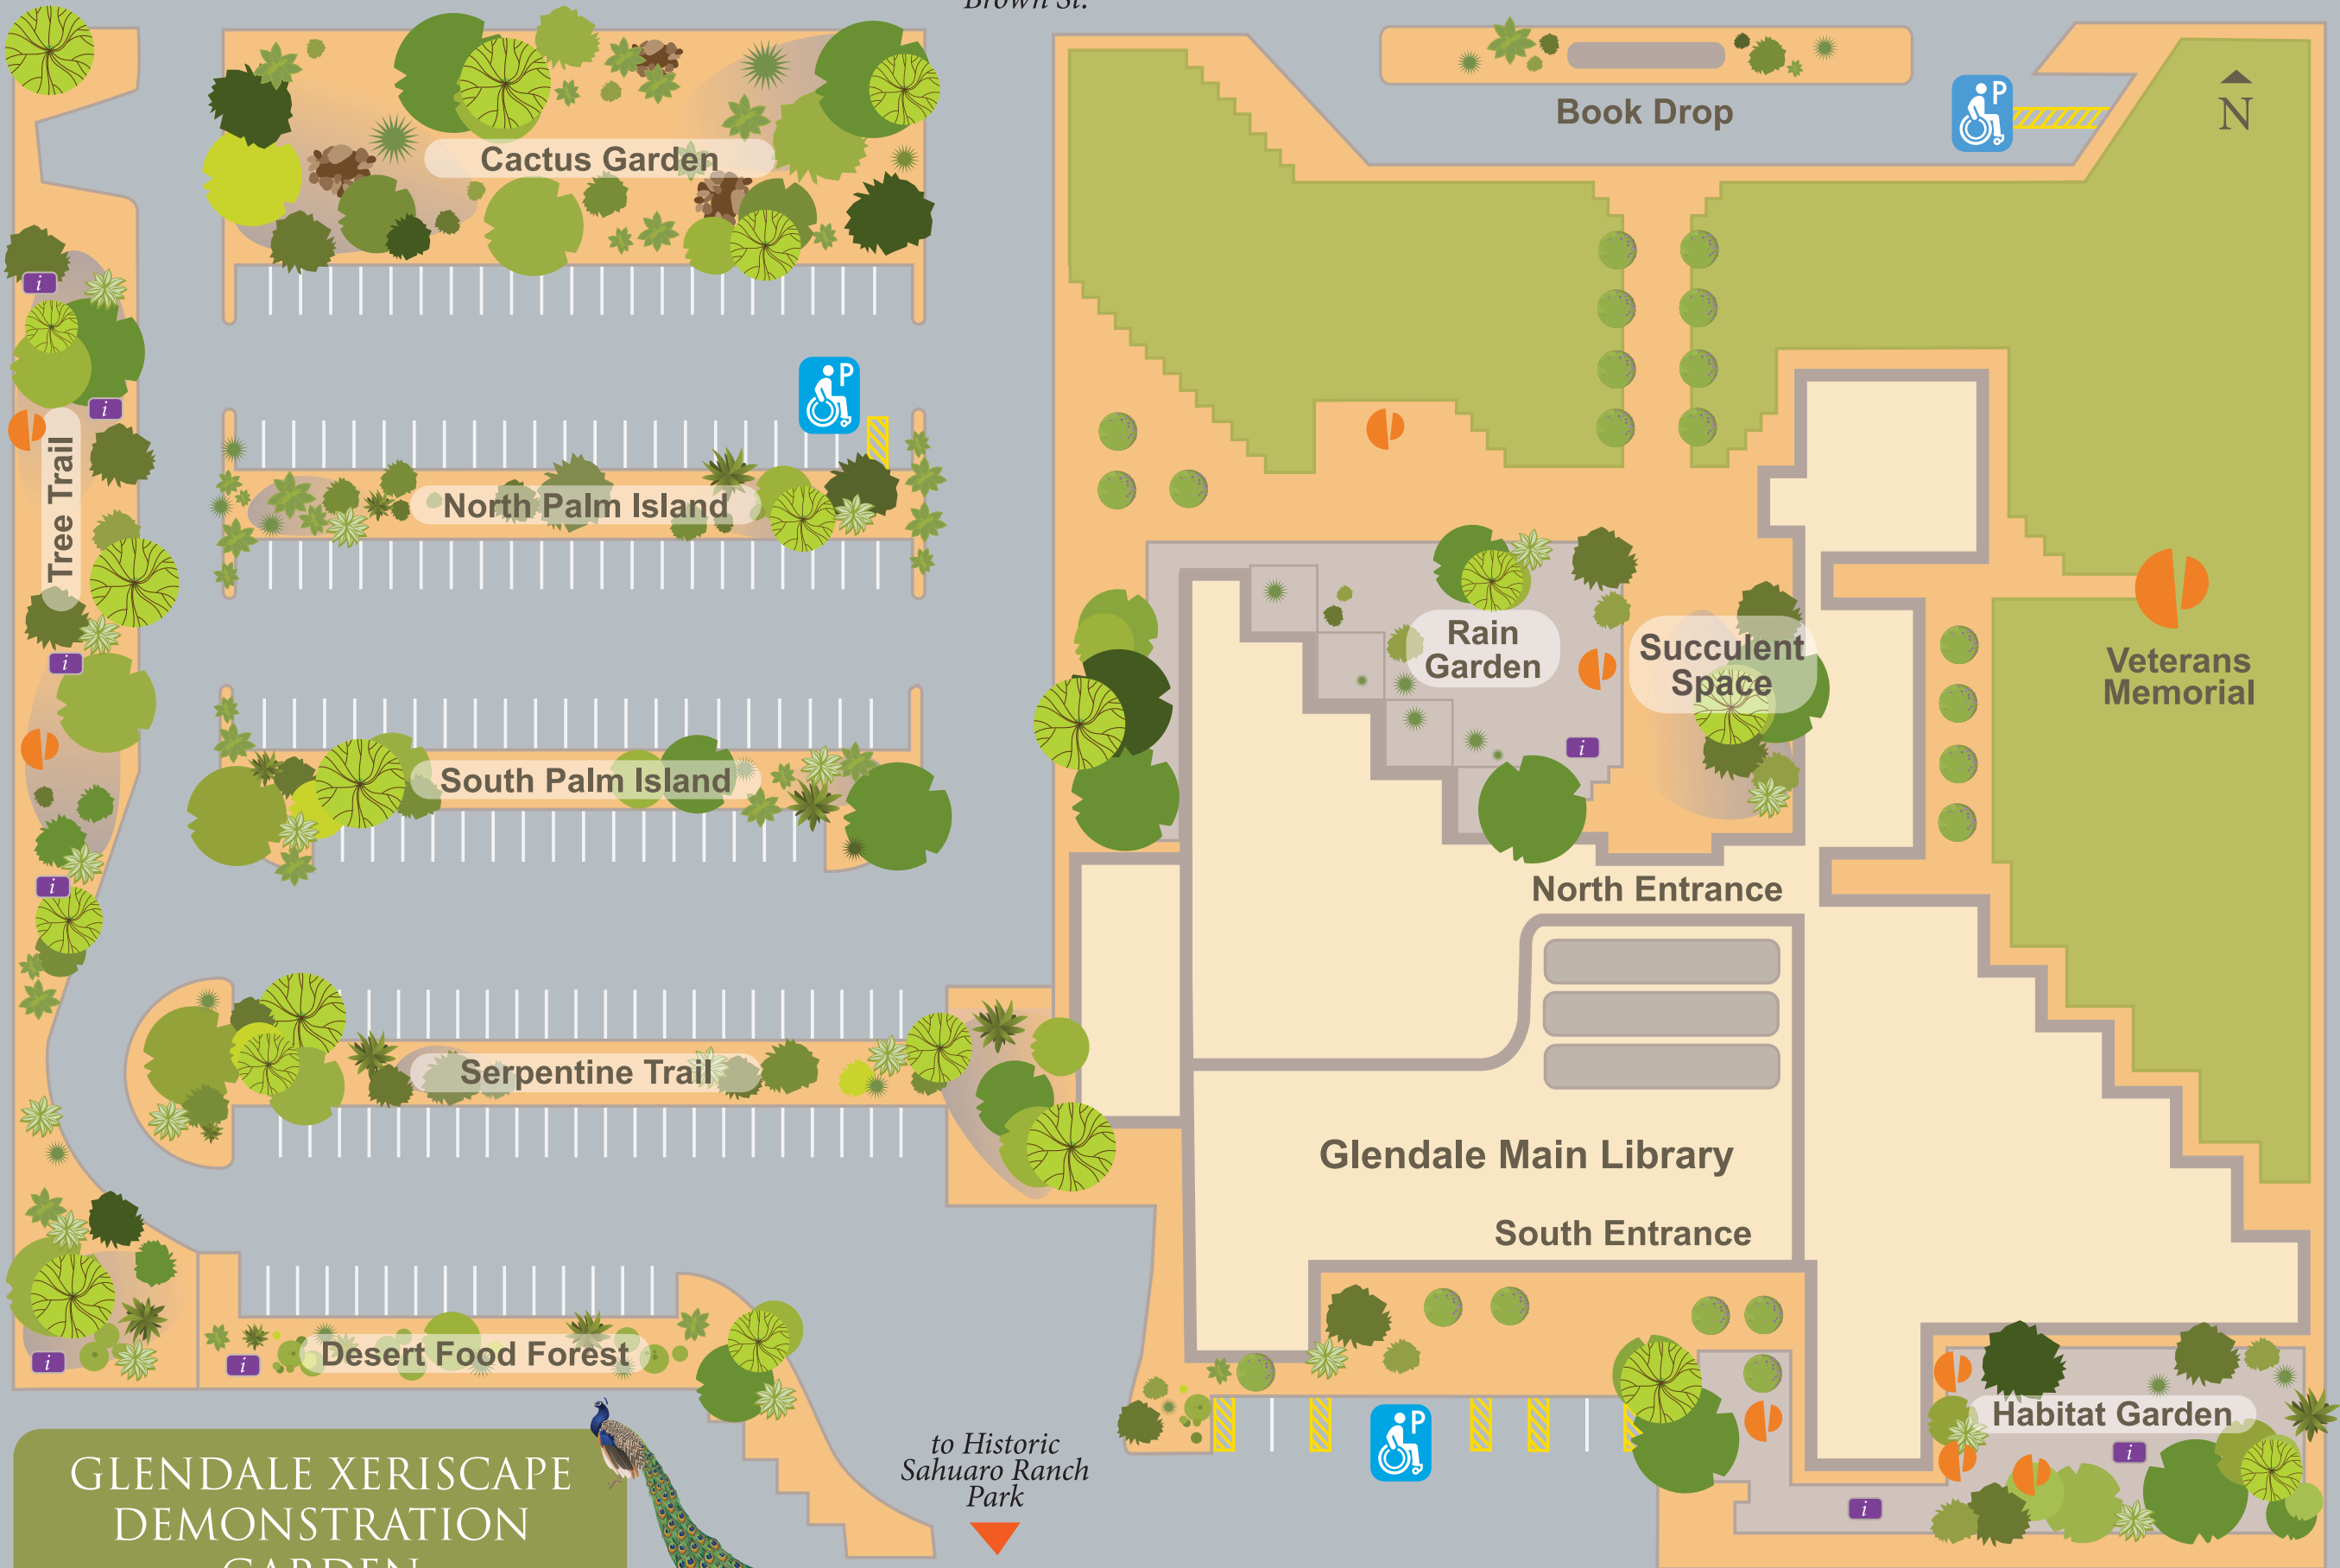 Brown St.
Book Drop
P
N
Cactus Garden
P
Tree Trail
North Palm Island
Rain
Garden
Succulent
Space
Veterans
Memorial
South Palm Island
North Entrance
Serpentine Trail
Glendale Main Library
South Entrance
Desert Food Forest
Habitat Garden
P
i
i
i
i
i
i
i
i
i
to Historic
Sahuaro Ranch
Park
GLENDALE XERISCAPE
DEMONSTRATION
GARDEN